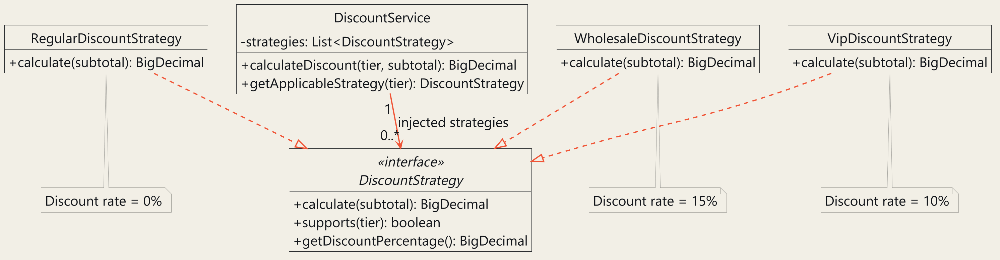 RegularDiscountStrategy
+calculate(subtotal): BigDecimal
DiscountService
-strategies: List<DiscountStrategy>
+calculateDiscount(tier, subtotal): BigDecimal
+getApplicableStrategy(tier): DiscountStrategy
WholesaleDiscountStrategy
+calculate(subtotal): BigDecimal
VipDiscountStrategy
+calculate(subtotal): BigDecimal
1
injected strategies
0..*
«interface»
DiscountStrategy
+calculate(subtotal): BigDecimal
+supports(tier): boolean
+getDiscountPercentage(): BigDecimal
Discount rate = 0%
Discount rate = 15%
Discount rate = 10%